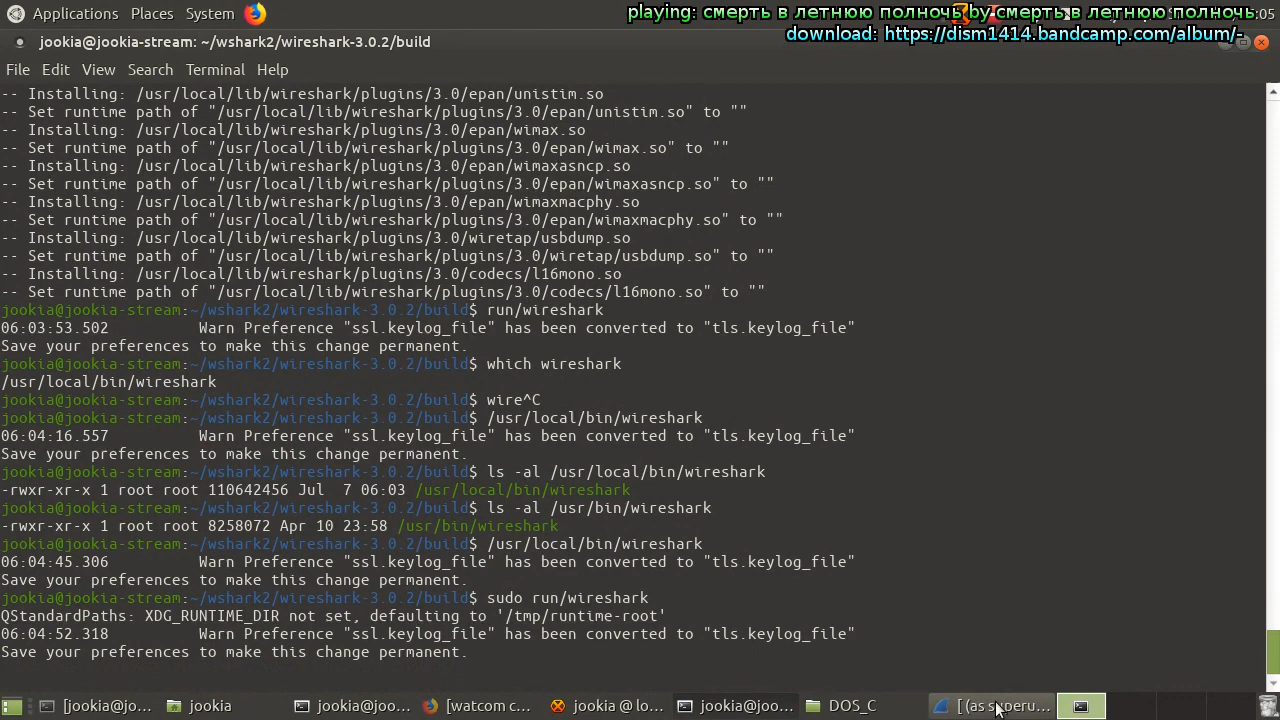 Applications Places System
playing: смерть в летнюю полночь by смерть в летнюю полночь
:05
download: https://dism1414.bandcamp.com/album/-
jookia@jookia-stream: ~/wshark2/wireshark-3.0.2/build
File Edit View Search Terminal Help
-- Installing: /usr/local/lib/wireshark/plugins/3.0/epan/unistim.so
-- Set runtime path of "/usr/local/lib/wireshark/plugins/3.0/epan/unistim.so" to ""
-- Installing: /usr/local/lib/wireshark/plugins/3.0/epan/wimax.so
-- Set runtime path of "/usr/local/lib/wireshark/plugins/3.0/epan/wimax.so" to ""
-- Installing: /usr/local/lib/wireshark/plugins/3.0/epan/wimaxasncp.so
-- Set runtime path of "/usr/local/lib/wireshark/plugins/3.0/epan/wimaxasncp.so" to ""
-- Installing: /usr/local/lib/wireshark/plugins/3.0/epan/wimaxmacphy.so
-- Set runtime path of "/usr/local/lib/wireshark/plugins/3.0/epan/wimaxmacphy.so" to ""
-- Installing: /usr/local/lib/wireshark/plugins/3.0/wiretap/usbdump.so
-- Set runtime path of "/usr/local/lib/wireshark/plugins/3.0/wiretap/usbdump.so" to ""
-- Installing: /usr/local/lib/wireshark/plugins/3.0/codecs/l16mono.so
-- Set runtime path of "/usr/local/lib/wireshark/plugins/3.0/codecs/l16mono.so" to ""
jookia@jookia-stream:~/wshark2/wireshark-3.0.2/build$ run/wireshark
06:03:53.502 Warn Preference "ssl.keylog_file" has been converted to "tls.keylog_file"
Save your preferences to make this change permanent.
jookia@jookia-stream:~/wshark2/wireshark-3.0.2/build$ which wireshark
/usr/local/bin/wireshark
jookia@jookia-stream:~/wshark2/wireshark-3.0.2/build$ wire^C
jookia@jookia-stream:~/wshark2/wireshark-3.0.2/build$ /usr/local/bin/wireshark
06:04:16.557 Warn Preference "ssl.keylog_file" has been converted to "tls.keylog_file"
Save your preferences to make this change permanent.
jookia@jookia-stream:~/wshark2/wireshark-3.0.2/build$ ls -al /usr/local/bin/wireshark
-rwxr-xr-x 1 root root 110642456 Jul 7 06:03 /usr/local/bin/wireshark
jookia@jookia-stream:~/wshark2/wireshark-3.0.2/build$ ls -al /usr/bin/wireshark
-rwxr-xr-x 1 root root 8258072 Apr 10 23:58 /usr/bin/wireshark
jookia@jookia-stream:~/wshark2/wireshark-3.0.2/build$ /usr/local/bin/wireshark
06:04:45.306 Warn Preference "ssl.keylog_file" has been converted to "tls.keylog_file"
Save your preferences to make this change permanent.
jookia@jookia-stream:~/wshark2/wireshark-3.0.2/build$ sudo run/wireshark
QStandardPaths: XDG_RUNTIME_DIR not set, defaulting to '/tmp/runtime-root'
06:04:52.318 Warn Preference "ssl.keylog_file" has been converted to "tls.keylog_file"
Save your preferences to make this change permanent.
[jookia@jo... jookia jookia@joo... [watcom c... jookia @ lo... jookia@joo... DOS_C [ (as superu...